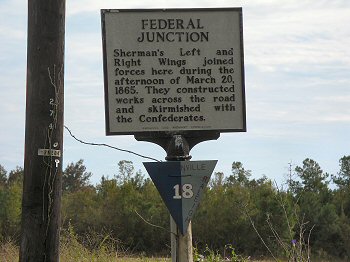 FEDERAL
JUNCTION
Sherman's Left and
Right Wings joined
forces here during the
afternoon of March 20,
1865. They constructed
works across the road
and skirmished with
the Confederates.
18